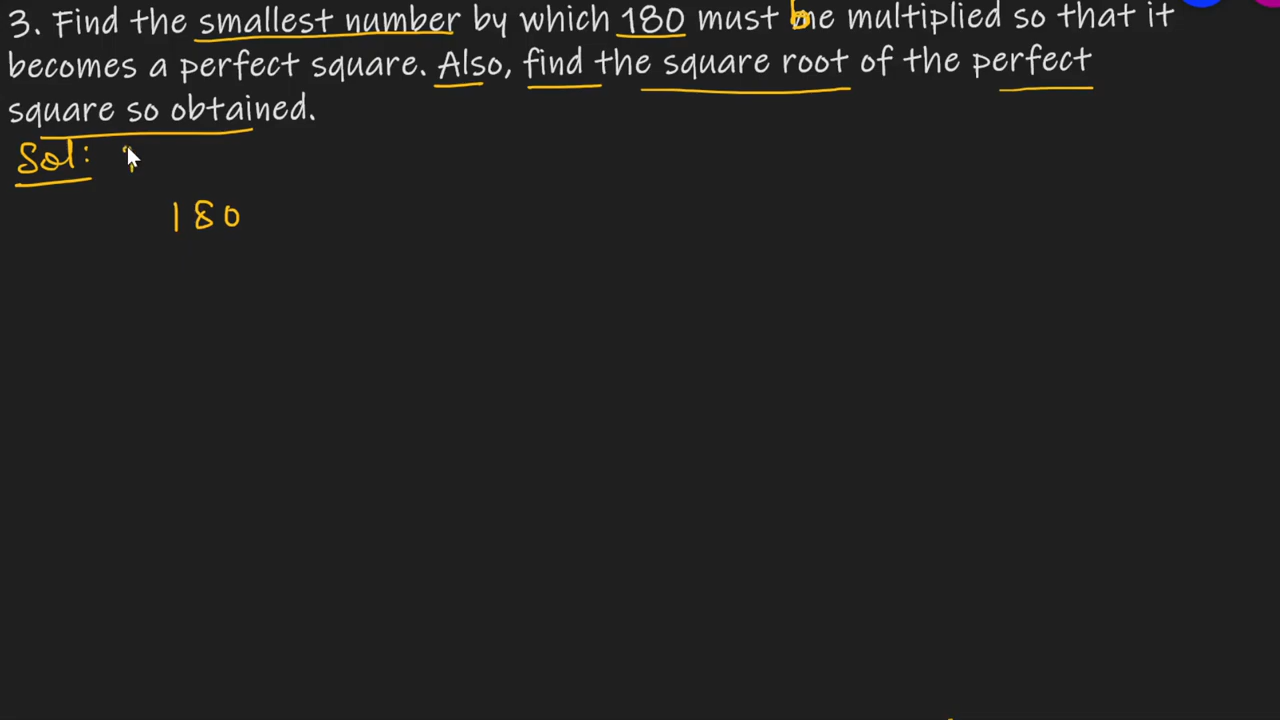 3. Find the smallest number by which 180 must bne multiplied so that it
becomes a perfect square. Also, find the square root of the perfect
square so obtained.
Sol:
180